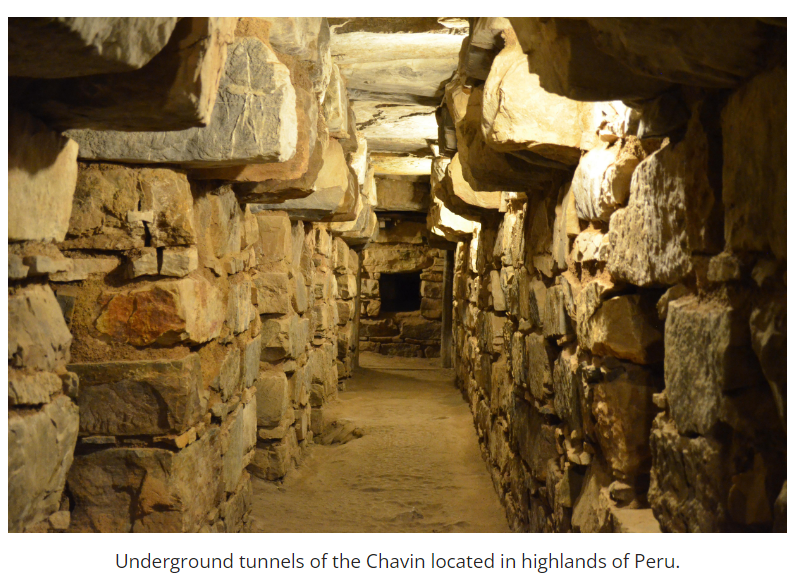 Underground tunnels of the Chavin located in highlands of Peru.